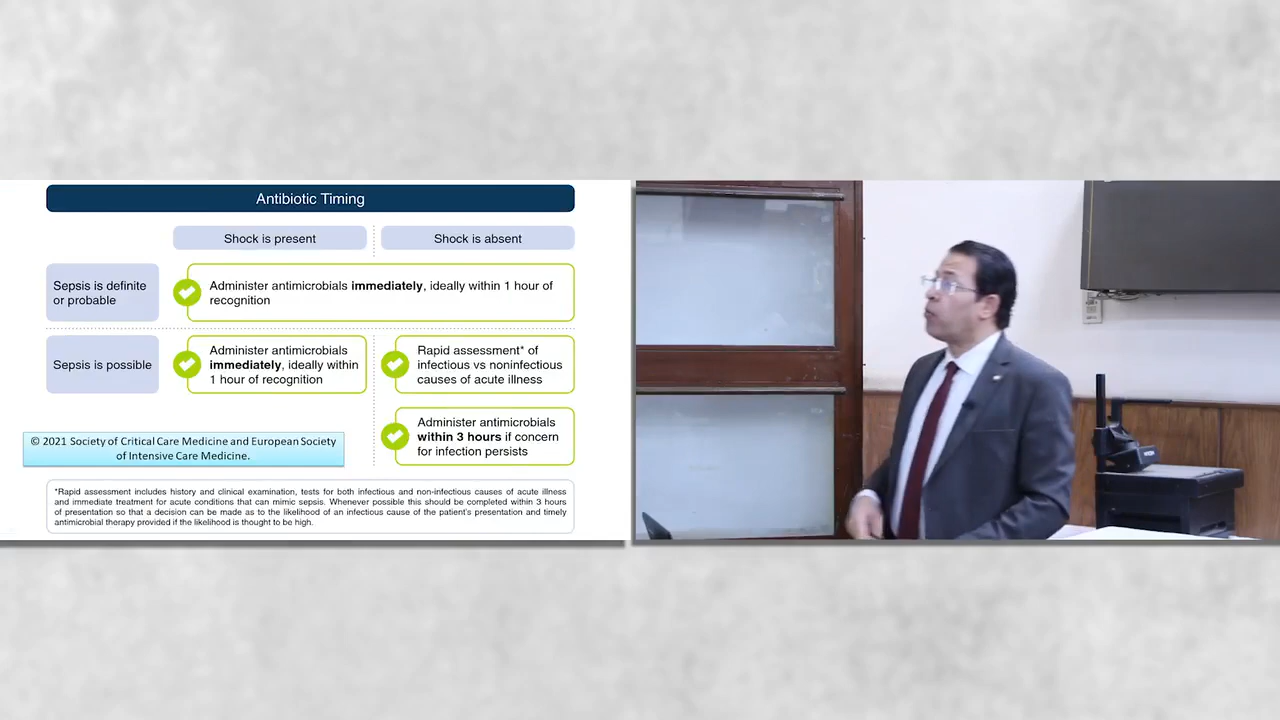 Antibiotic Timing
Shock is present
Shock is absent
Sepsis is definite
or probable
Administer antimicrobials immediately, ideally within 1 hour of
recognition
Sepsis is possible
Administer antimicrobials
immediately, ideally within
1 hour of recognition
Rapid assessment* of
infectious vs noninfectious
causes of acute illness
Administer antimicrobials
within 3 hours if concern
for infection persists
© 2021 Society of Critical Care Medicine and European Society
of Intensive Care Medicine.
*Rapid assessment includes history and clinical examination, tests for both infectious and non-infectious causes of acute illness
and immediate treatment for acute conditions that can mimic sepsis. Whenever possible this should be completed within 3 hours
of presentation so that a decision can be made as to the likelihood of an infectious cause of the patient's presentation and timely
antimicrobial therapy provided if the likelihood is thought to be high.